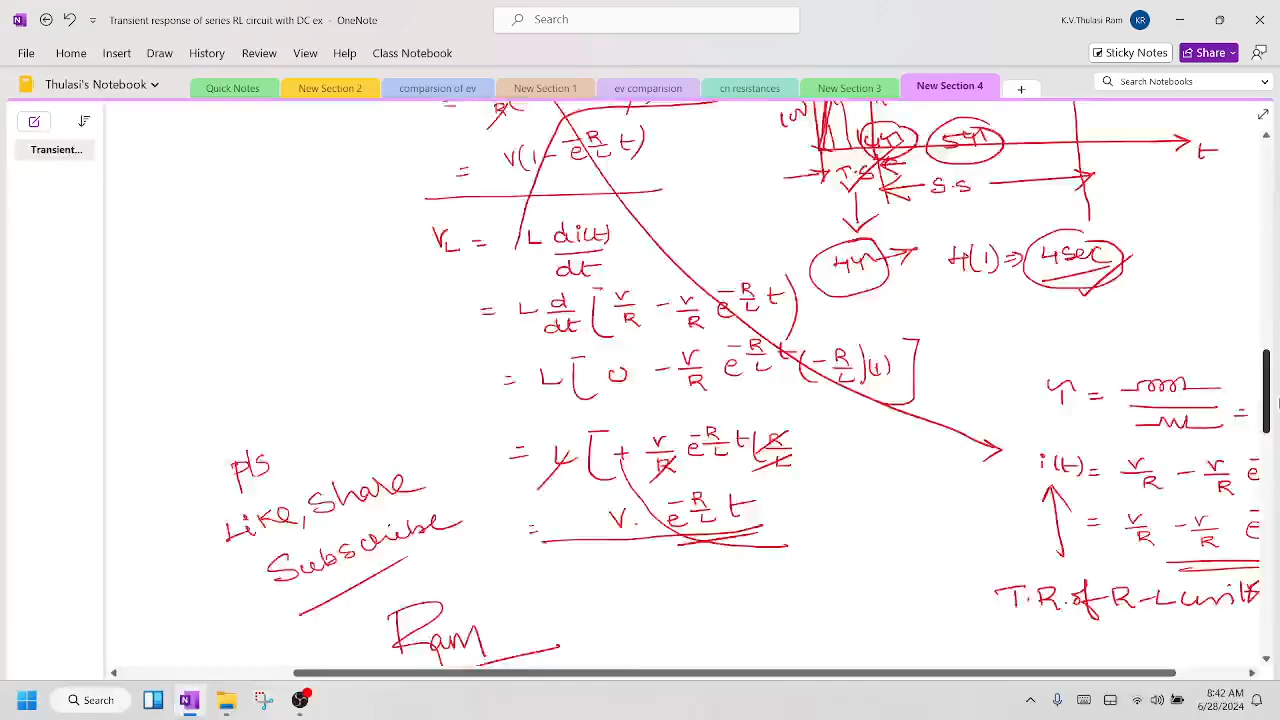 Transient response of series RL circuit with DC ex - OneNote
Search
K.V.Thulasi Ram
KR
File Home Insert Draw History Review View Help Class Notebook
Sticky Notes
Share
Thulasi's Notebook
Quick Notes
New Section 2
comparsion of ev
New Section 1
ev comparision
cn resistances
New Section 3
New Section 4
Search Notebooks
Transient...
= V(1 - e^{-R/L t})
V_L = L di(t)/dt
= L d/dt [V/R - V/R e^{-R/L t})
= L [0 - V/R e^{-R/L t} (-R/L)(1)]
= L [+ V/R e^{-R/L t} (R/L
= V. e^{-R/L t}
10V
4τ
5τ
t
T.S
S.S
4τ
4(1) ⇒ 4sec
τ =
=
i(t) = V/R - V/R e
= V/R - V/R e
T.R. of R-L
pls
Like, Share
Subscribe
Ram
Search
8:42 AM
6/28/2024